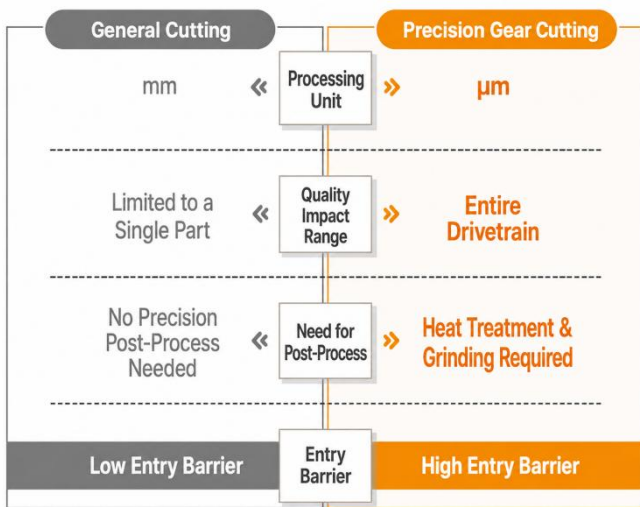 General Cutting
Precision Gear Cutting
mm
«
Processing
Unit
»
µm
Limited to a
Single Part
«
Quality
Impact
Range
»
Entire
Drivetrain
No Precision
Post-Process
Needed
«
Need for
Post-Process
»
Heat Treatment &
Grinding Required
Low Entry Barrier
Entry
Barrier
High Entry Barrier